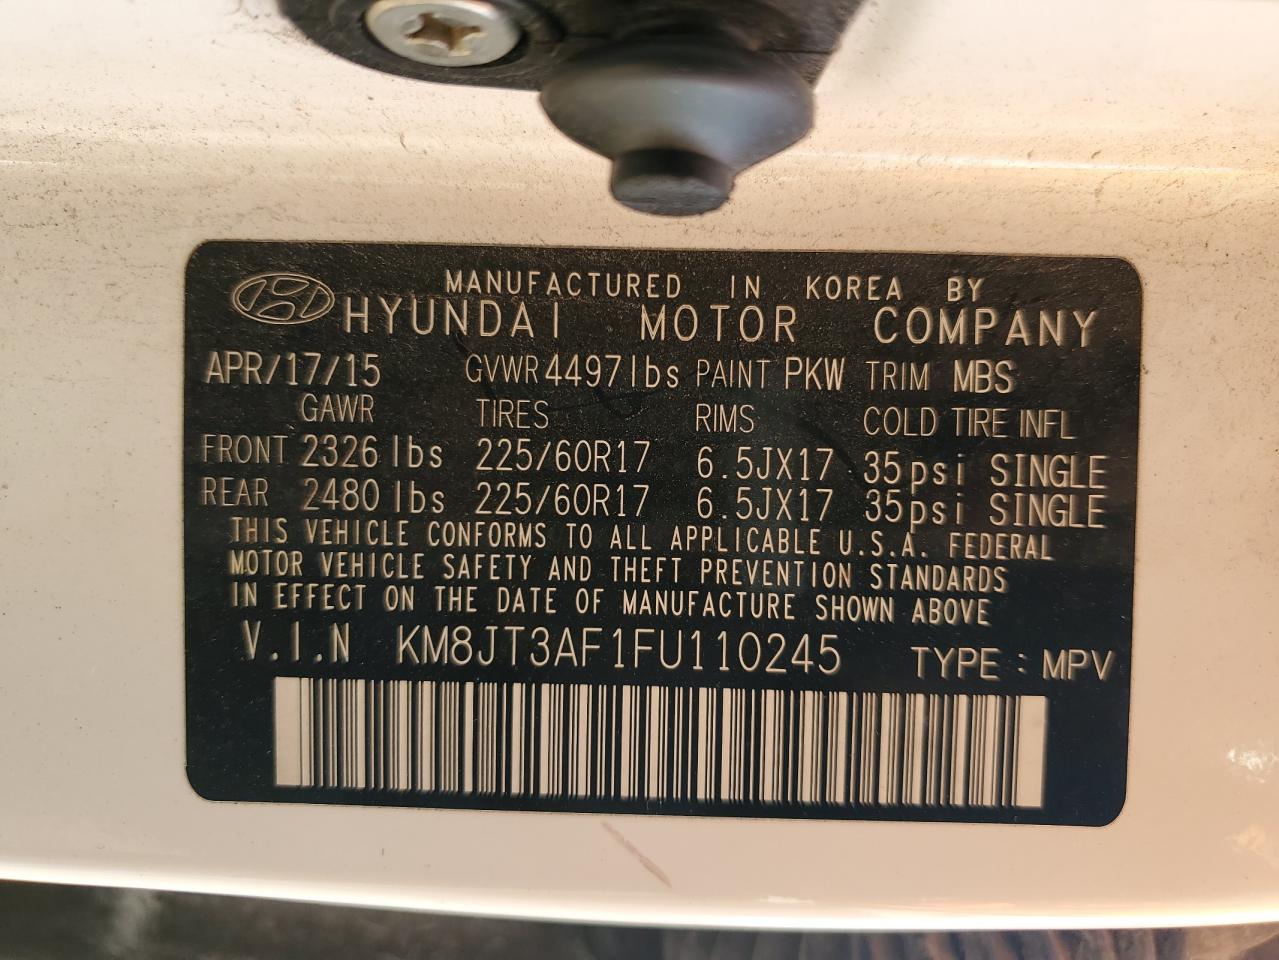 MANUFACTURED IN KOREA BY
HYUNDAI MOTOR COMPANY
APR/17/15 GVWR 4497 lbs PAINT PKW TRIM MBS
GAWR TIRES RIMS COLD TIRE INFL
FRONT 2326 lbs 225/60R17 6.5JX17 35psi SINGLE
REAR 2480 lbs 225/60R17 6.5JX17 35psi SINGLE
THIS VEHICLE CONFORMS TO ALL APPLICABLE U.S.A. FEDERAL
MOTOR VEHICLE SAFETY AND THEFT PREVENTION STANDARDS
IN EFFECT ON THE DATE OF MANUFACTURE SHOWN ABOVE
V.I.N KM8JT3AF1FU110245 TYPE : MPV